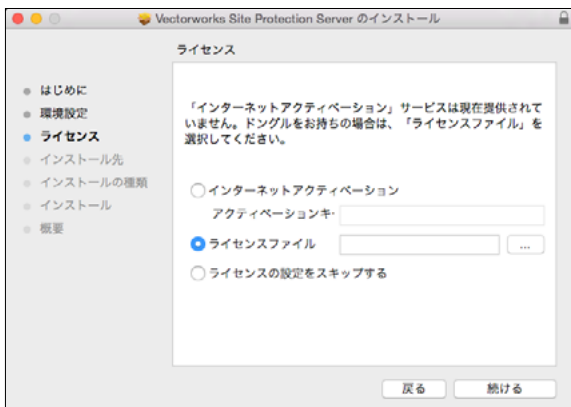 Vectorworks Site Protection Server のインストール
ライセンス
はじめに
環境設定
ライセンス
インストール先
インストールの種類
インストール
概要
「インターネットアクティベーション」サービスは現在提供されて
いません。ドングルをお持ちの場合は、「ライセンスファイル」を
選択してください。
インターネットアクティベーション
アクティベーションキ·
ライセンスファイル
...
ライセンスの設定をスキップする
戻る
続ける